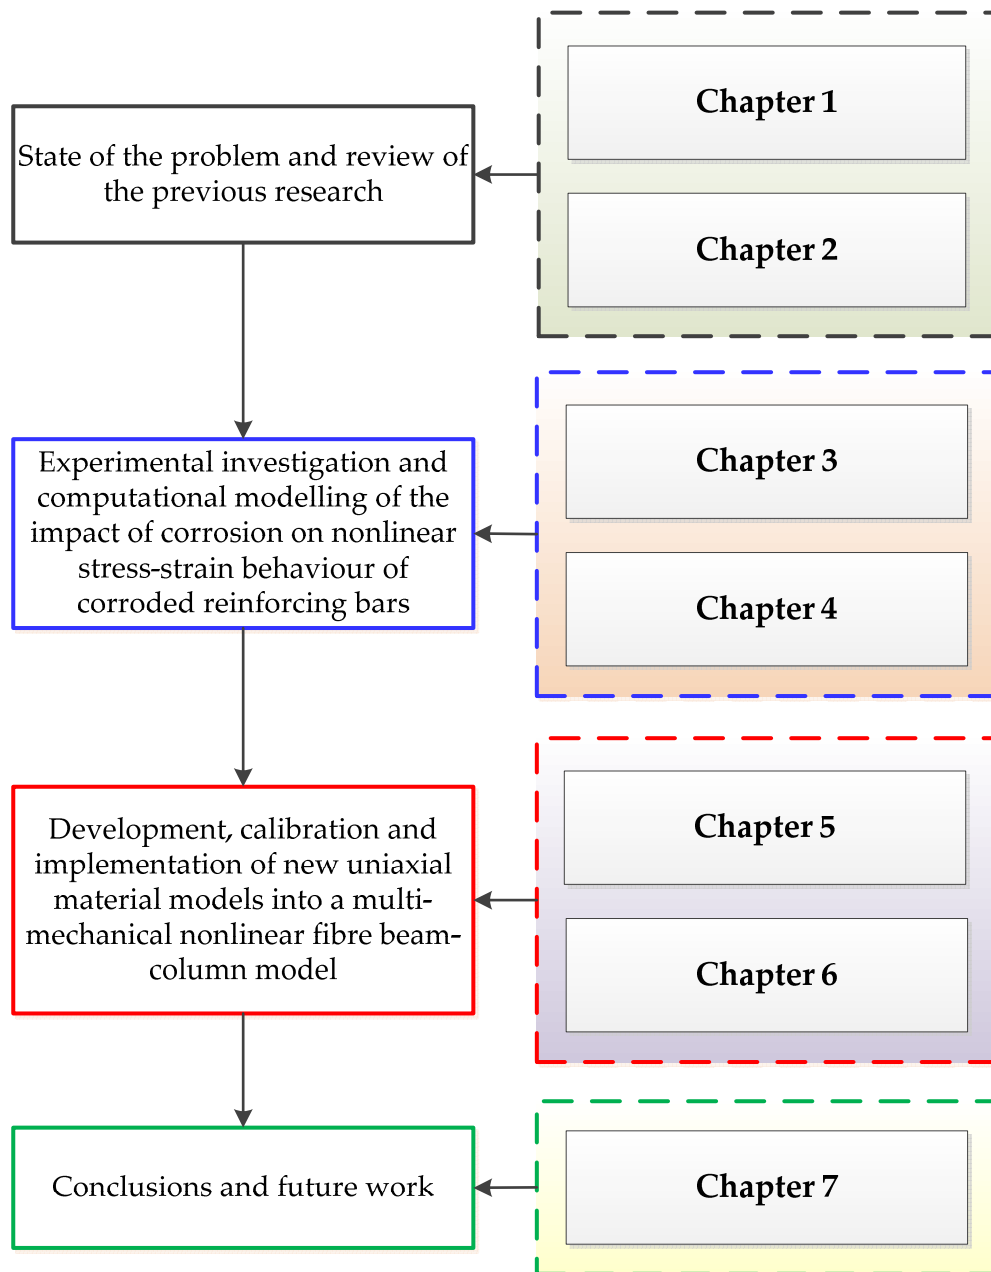 Chapter 1
State of the problem and review of
the previous research
Chapter 2
Experimental investigation and
computational modelling of the
impact of corrosion on nonlinear
stress-strain behaviour of
corroded reinforcing bars
Chapter 3
Chapter 4
Development, calibration and
implementation of new uniaxial
material models into a multi-
mechanical nonlinear fibre beam-
column model
Chapter 5
Chapter 6
Conclusions and future work
Chapter 7